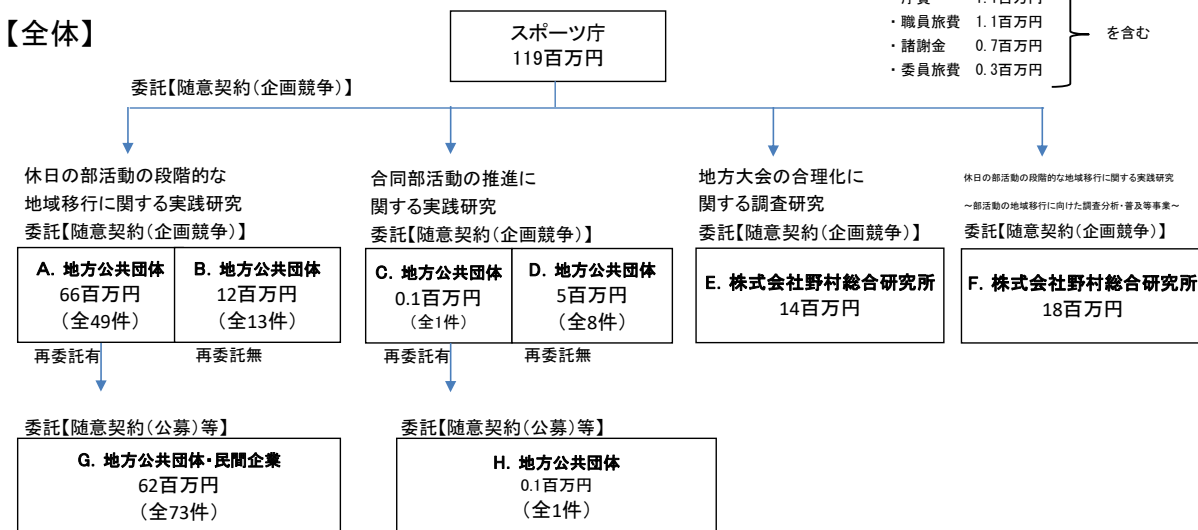 【全体】
スポーツ庁
119百万円
・職員旅費 1.1百万円
・諸謝金 0.7百万円
・委員旅費 0.3百万円
を含む
委託【随意契約(企画競争)】
休日の部活動の段階的な
地域移行に関する実践研究
委託【随意契約(企画競争)】
A. 地方公共団体
66百万円
(全49件)
再委託有
B. 地方公共団体
12百万円
(全13件)
再委託無
合同部活動の推進に
関する実践研究
委託【随意契約(企画競争)】
C. 地方公共団体
0.1百万円
(全1件)
再委託有
D. 地方公共団体
5百万円
(全8件)
再委託無
地方大会の合理化に
関する調査研究
委託【随意契約(企画競争)】
E. 株式会社野村総合研究所
14百万円
休日の部活動の段階的な地域移行に関する実践研究
~部活動の地域移行に向けた調査分析・普及等事業~
委託【随意契約(企画競争)】
F. 株式会社野村総合研究所
18百万円
委託【随意契約(公募)等】
G. 地方公共団体・民間企業
62百万円
(全73件)
委託【随意契約(公募)等】
H. 地方公共団体
0.1百万円
(全1件)